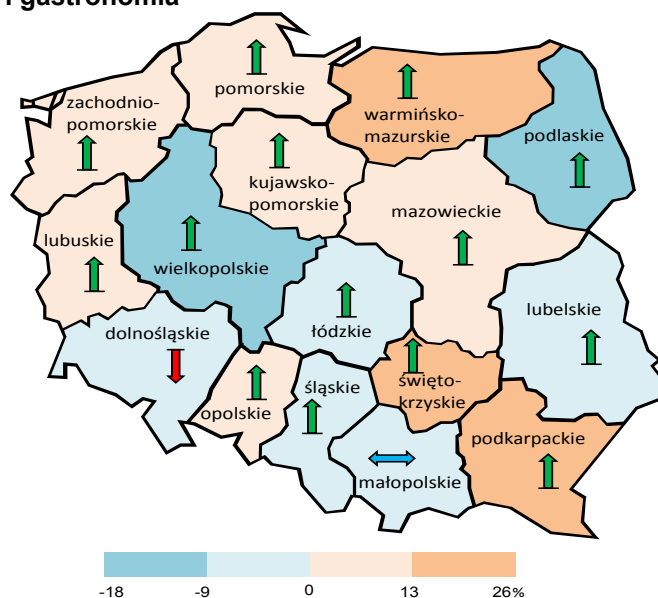 i gastronomia
pomorskie
zachodnio-
pomorskie
warmińsko-
mazurskie
podlaskie
kujawsko-
pomorskie
mazowieckie
lubuskie
wielkopolskie
łódzkie
lubelskie
dolnośląskie
opolskie
śląskie
święto-
krzyskie
podkarpackie
małopolskie
-18 -9 0 13 26%